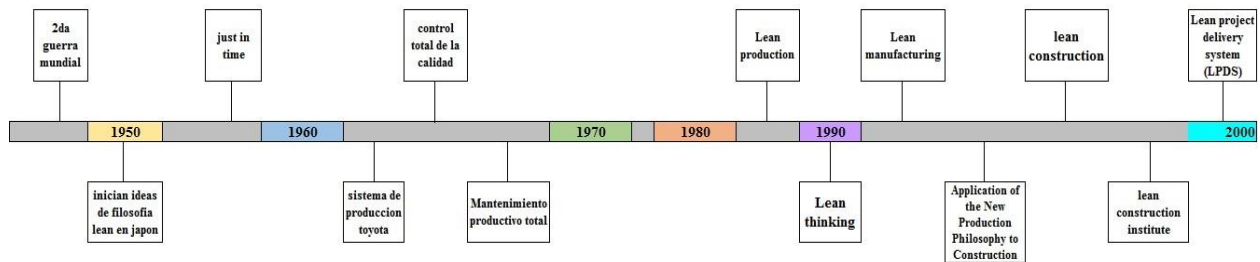 2da
guerra
mundial
just in
time
control
total de la
calidad
Lean
production
Lean
manufacturing
lean
construction
Lean project
delivery
system
(LPDS)
1950
1960
1970
1980
1990
2000
inician ideas
de filosofía
lean en japon
sistema de
produccion
toyota
Mantenimiento
productivo total
Lean
thinking
Application of
the New
Production
Philosophy to
Construction
lean
construction
institute